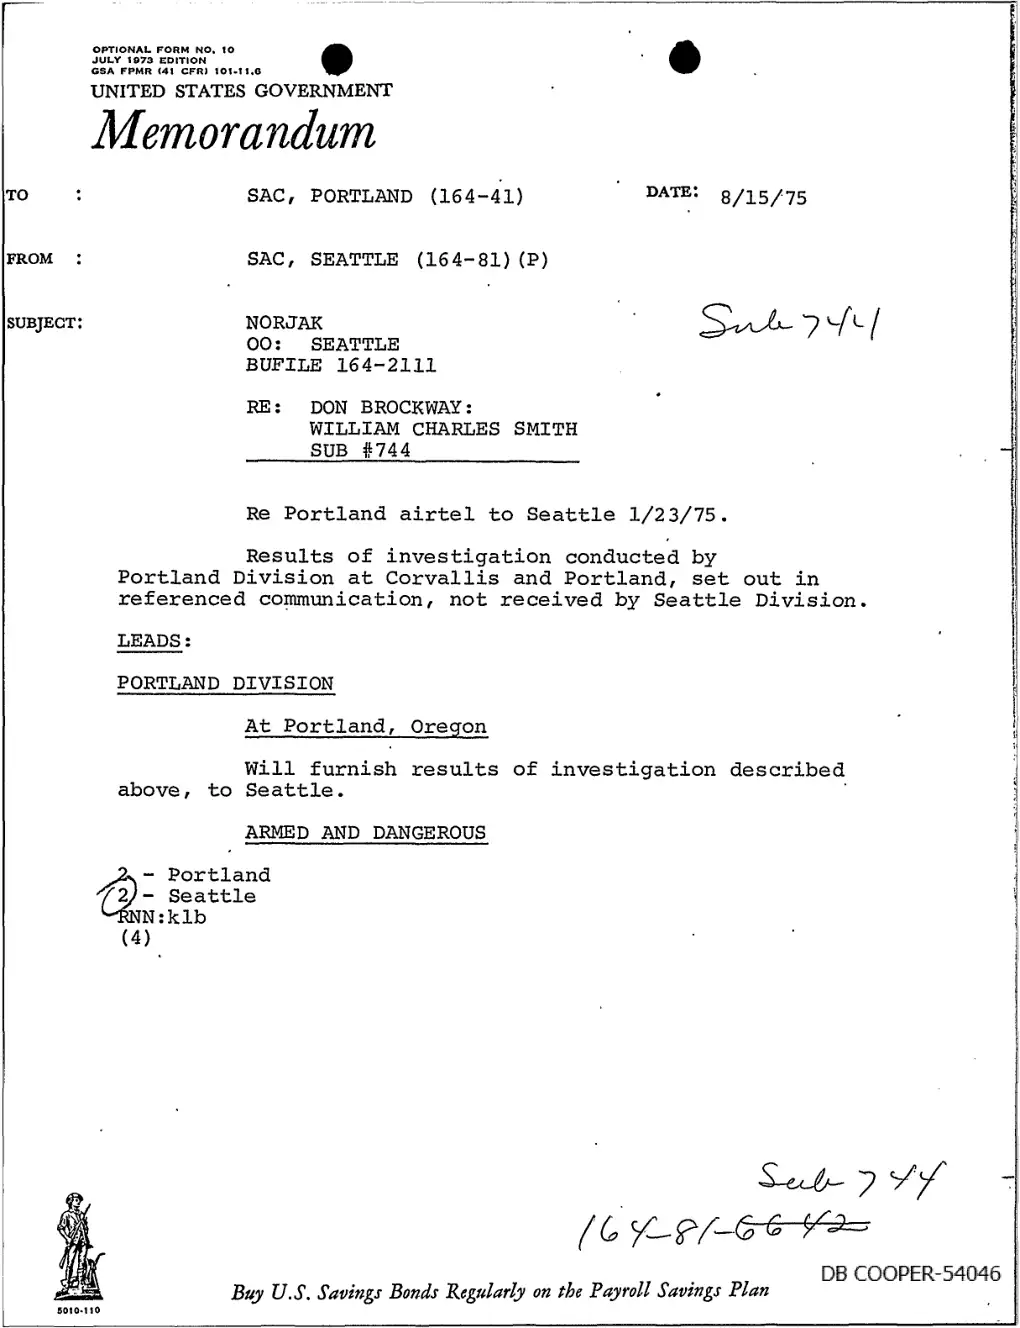 OPTIONAL FORM NO. 10
JULY 1973 EDITION
GSA FPMR (41 CFR) 101-11.6
UNITED STATES GOVERNMENT
Memorandum
TO : SAC, PORTLAND (164-41) DATE: 8/15/75
FROM : SAC, SEATTLE (164-81)(P)
SUBJECT: NORJAK
Sub 744
OO: SEATTLE
BUFILE 164-2111
RE: DON BROCKWAY:
WILLIAM CHARLES SMITH
SUB #744
Re Portland airtel to Seattle 1/23/75.
Results of investigation conducted by
Portland Division at Corvallis and Portland, set out in
referenced communication, not received by Seattle Division.
LEADS:
PORTLAND DIVISION
At Portland, Oregon
Will furnish results of investigation described
above, to Seattle.
ARMED AND DANGEROUS
2 - Portland
2 - Seattle
RNN:klb
(4)
Sub 744
164-81-6642
DB COOPER-54046
Buy U.S. Savings Bonds Regularly on the Payroll Savings Plan
5010-110